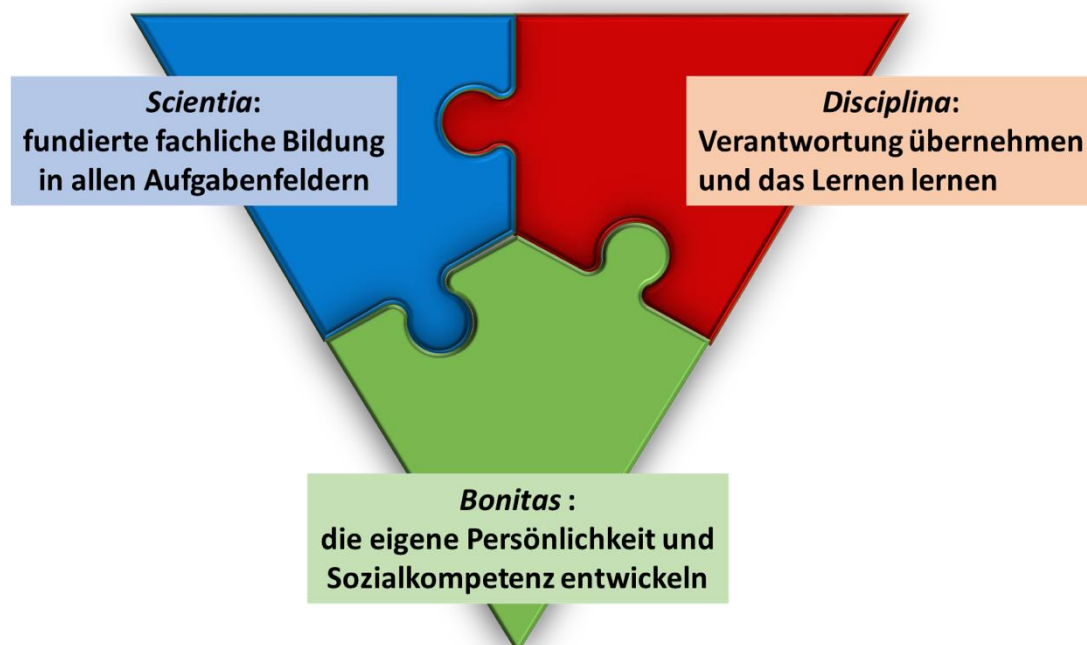 Scientia:
fundierte fachliche Bildung
in allen Aufgabenfeldern
Disciplina:
Verantwortung übernehmen
und das Lernen lernen
Bonitas :
die eigene Persönlichkeit und
Sozialkompetenz entwickeln